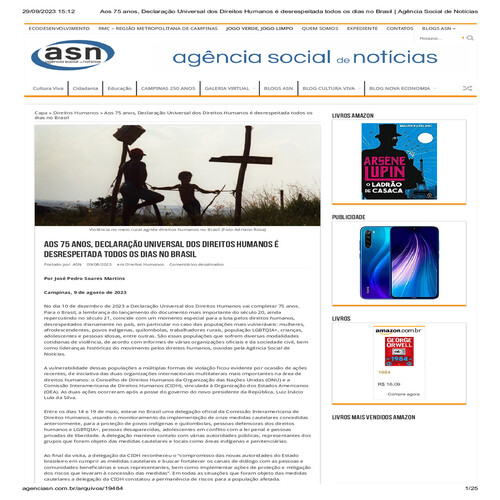 29/09/2023 15:12 Aos 75 anos, Declaração Universal dos Direitos Humanos é desrespeitada todos os dias no Brasil | Agência Social de Notícias
ECODESENVOLVIMENTO RMC – REGIÃO METROPOLITANA DE CAMPINAS JOGO VERDE, JOGO LIMPO QUEM SOMOS EXPEDIENTE CONTATOS BLOGS ASN
asn
agência social de notícias
Pesquisa...
agência social de notícias
Cultura Viva Cidadania Educação CAMPINAS 250 ANOS GALERIA VIRTUAL BLOGS ASN BLOG CULTURA VIVA BLOG NOVA ECONOMIA
Capa » Direitos Humanos » Aos 75 anos, Declaração Universal dos Direitos Humanos é desrespeitada todos os
dias no Brasil
Violência no meio rural agride direitos humanos no Brasil (Foto Adriano Rosa)
AOS 75 ANOS, DECLARAÇÃO UNIVERSAL DOS DIREITOS HUMANOS É
DESRESPEITADA TODOS OS DIAS NO BRASIL
Postado por: ASN 09/08/2023 em Direitos Humanos Comentários desativados
Por José Pedro Soares Martins
Campinas, 9 de agosto de 2023
No dia 10 de dezembro de 2023 a Declaração Universal dos Direitos Humanos vai completar 75 anos.
Para o Brasil, a lembrança do lançamento do documento mais importante do século 20, ainda
repercutindo no século 21, coincide com um momento especial para a luta pelos direitos humanos,
desrespeitados diariamente no país, em particular no caso das populações mais vulneráveis: mulheres,
afrodescendentes, povos indígenas, quilombolas, trabalhadores rurais, população LGBTQIA+, crianças,
adolescentes e pessoas idosas, entre outras. São essas populações que sofrem diversas modalidades
cotidianas de violência, de acordo com informes de várias organizações oficiais e da sociedade civil, bem
como lideranças históricas do movimento pelos direitos humanos, ouvidas pela Agência Social de
Notícias.
A vulnerabilidade dessas populações a múltiplas formas de violação ficou evidente por ocasião de ações
recentes, de iniciativa das duas organizações internacionais multilaterais mais importantes na área de
direitos humanos: o Conselho de Direitos Humanos da Organização das Nações Unidas (ONU) e a
Comissão Interamericana de Direitos Humanos (CIDH), vinculada à Organização dos Estados Americanos
(OEA). As duas ações ocorreram após a posse do governo do novo presidente da República, Luiz Inácio
Lula da Silva.
Entre os dias 14 e 19 de maio, esteve no Brasil uma delegação oficial da Comissão Interamericana de
Direitos Humanos, visando o monitoramento da implementação de onze medidas cautelares concedidas
anteriormente, para a proteção de povos indígenas e quilombolas, pessoas defensoras dos direitos
humanos e LGBTQIA+, pessoas desaparecidas, adolescentes em conflito com a lei penal e pessoas
privadas de liberdade. A delegação manteve contato com várias autoridades públicas, representantes dos
grupos que foram objeto das medidas cautelares e locais como áreas indígenas e penitenciárias.
Ao final da visita, a delegação da CIDH reconheceu o "compromisso das novas autoridades do Estado
brasileiro em cumprir as medidas cautelares e buscar fortalecer os canais de diálogo com as pessoas e
comunidades beneficiárias e seus representantes, bem como implementar ações de proteção e mitigação
dos riscos que levaram à concessão de cautelares". Em todas as situações que foram objeto das medidas
cautelares a delegação da CIDH constatou a permanência de riscos para a população afetada.
LIVROS AMAZON
ARSÈNE
LUPIN
O LADRÃO
DE CASACA
PUBLICIDADE
LIVROS
amazon.com.br
GEORGE
ORWELL
1984
1984
R$ 16,09
Compre agora
LIVROS MAIS VENDIDOS AMAZON
agenciasn.com.br/arquivos/19484 1/25